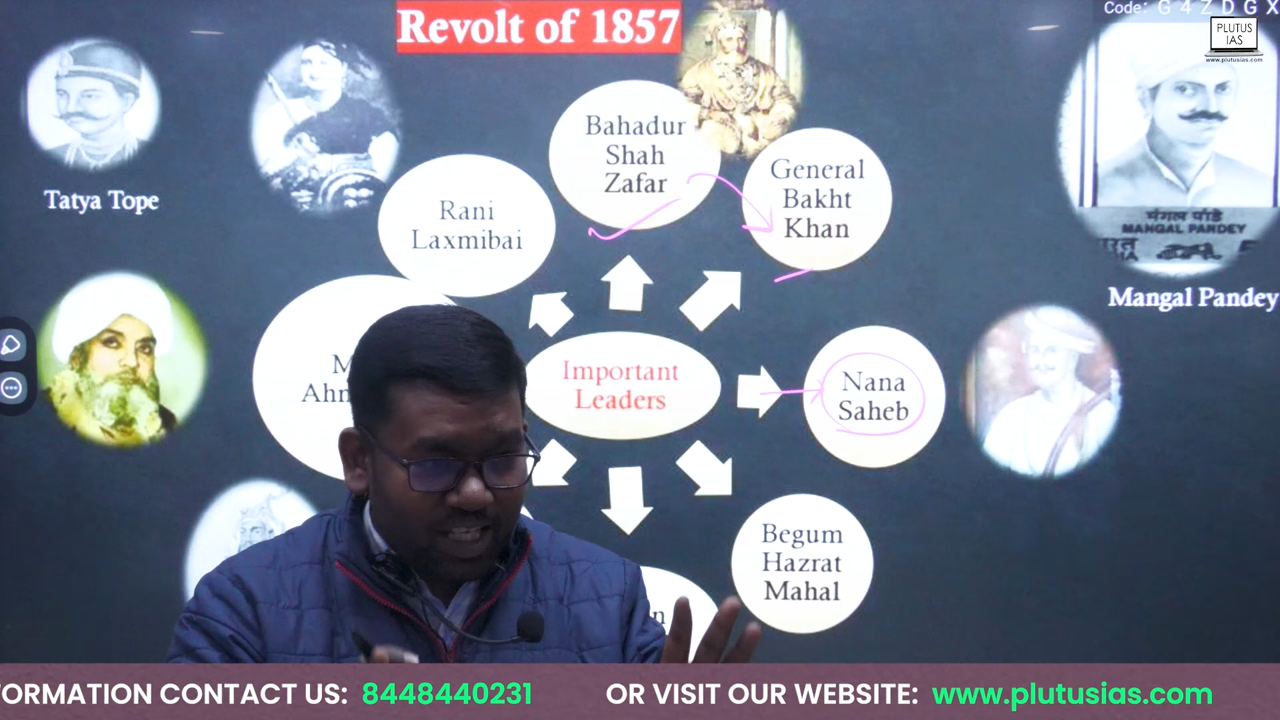 Code: G 4 Z D G X
Revolt of 1857
PLUTUS
IAS
www.plutusias.com
Bahadur
Shah
Zafar
General
Bakht
Khan
Tatya Tope
Rani
Laxmibai
मंगल पांडे
MANGAL PANDEY
Mangal Pandey
Important
Leaders
Nana
Saheb
Begum
Hazrat
Mahal
FORMATION CONTACT US: 8448440231 OR VISIT OUR WEBSITE: www.plutusias.com